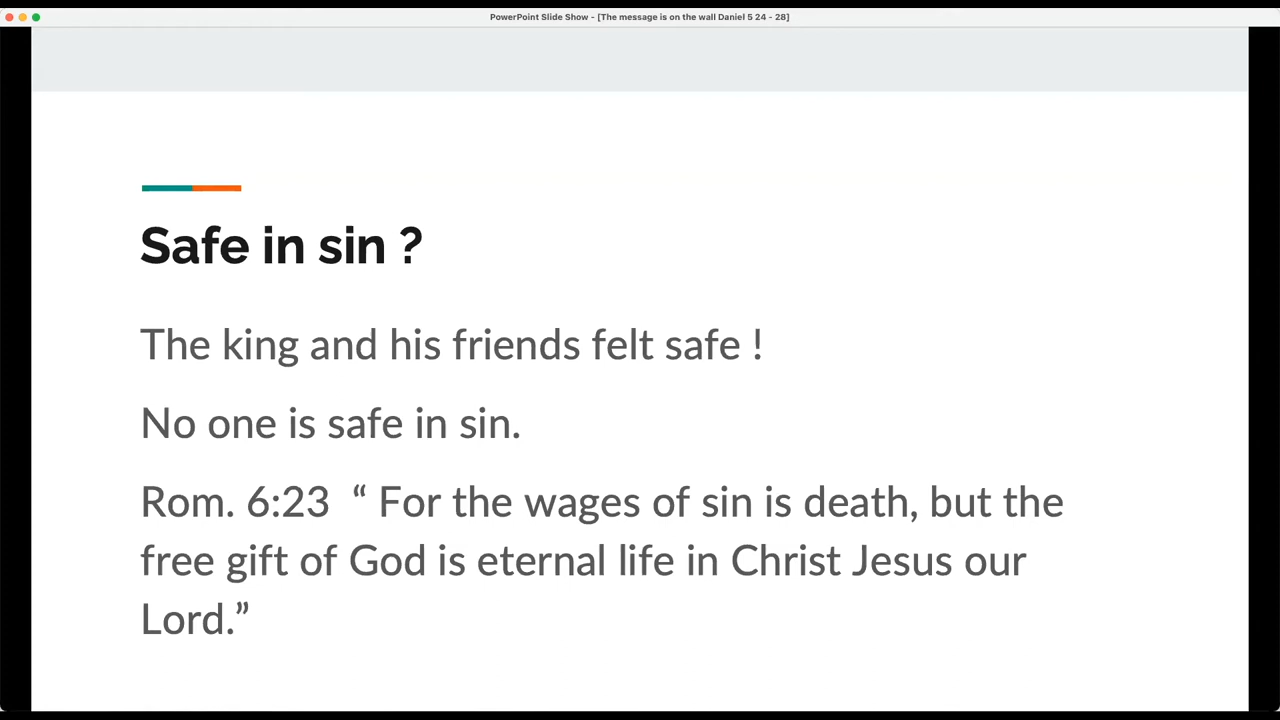 PowerPoint Slide Show - [The message is on the wall Daniel 5 24 - 28]
Safe in sin ?
The king and his friends felt safe !
No one is safe in sin.
Rom. 6:23  “ For the wages of sin is death, but the
free gift of God is eternal life in Christ Jesus our
Lord.”